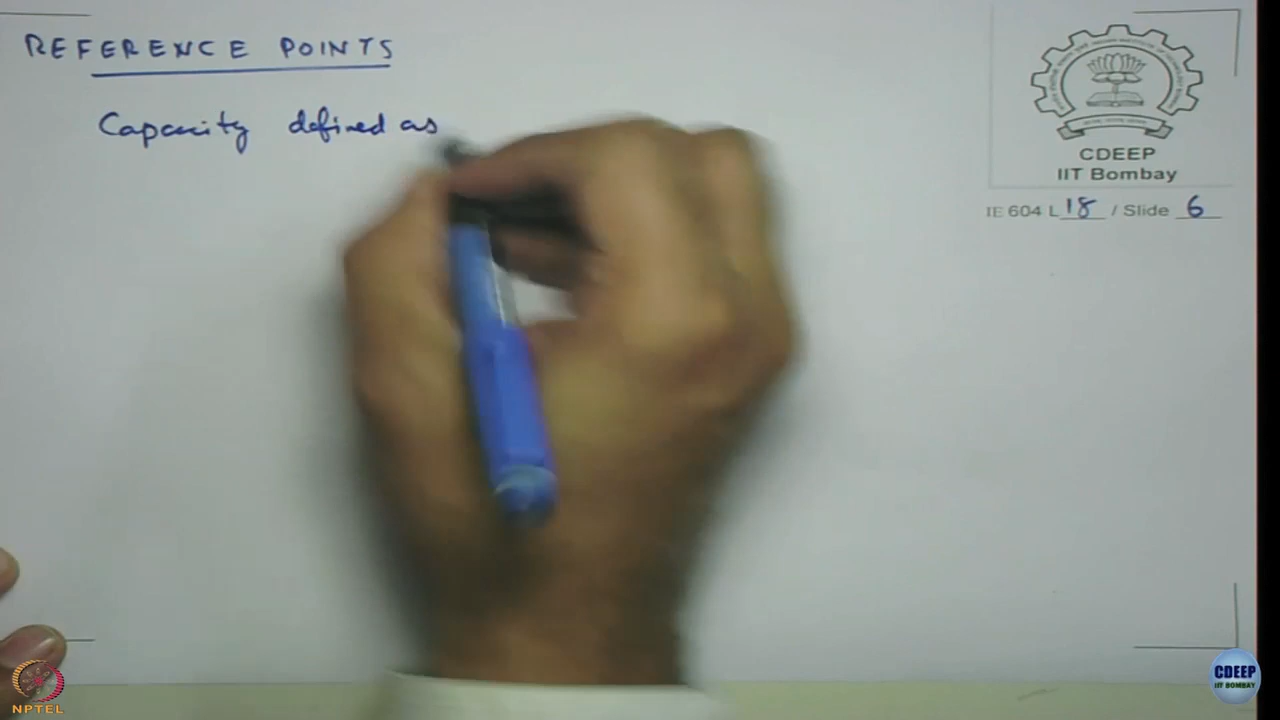 REFERENCE POINTS
Capacity defined as
CDEEP
IIT Bombay
IE 604 L 18 / Slide 6
NPTEL
CDEEP
IIT BOMBAY